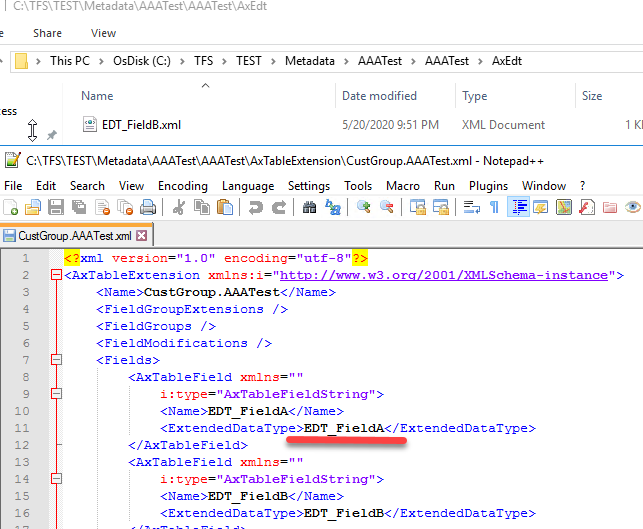 C:\TFS\TEST\Metadata\AAATest\AAATest\AxEdt
Share View
This PC > OsDisk (C:) > TFS > TEST > Metadata > AAATest > AAATest > AxEdt
Name Date modified Type Size
cess
EDT_FieldB.xml 5/20/2020 9:51 PM XML Document 1 K
C:\TFS\TEST\Metadata\AAATest\AAATest\AxTableExtension\CustGroup.AAATest.xml - Notepad++
File Edit Search View Encoding Language Settings Tools Macro Run Plugins Window ?
CustGroup.AAATest.xml
1 <?xml version="1.0" encoding="utf-8"?>
2 <AxTableExtension xmlns:i="http://www.w3.org/2001/XMLSchema-instance">
3 <Name>CustGroup.AAATest</Name>
4 <FieldGroupExtensions />
5 <FieldGroups />
6 <FieldModifications />
7 <Fields>
8 <AxTableField xmlns=""
9 i:type="AxTableFieldString">
10 <Name>EDT_FieldA</Name>
11 <ExtendedDataType>EDT_FieldA</ExtendedDataType>
12 </AxTableField>
13 <AxTableField xmlns=""
14 i:type="AxTableFieldString">
15 <Name>EDT_FieldB</Name>
16 <ExtendedDataType>EDT_FieldB</ExtendedDataType>
17 </AxTableField>